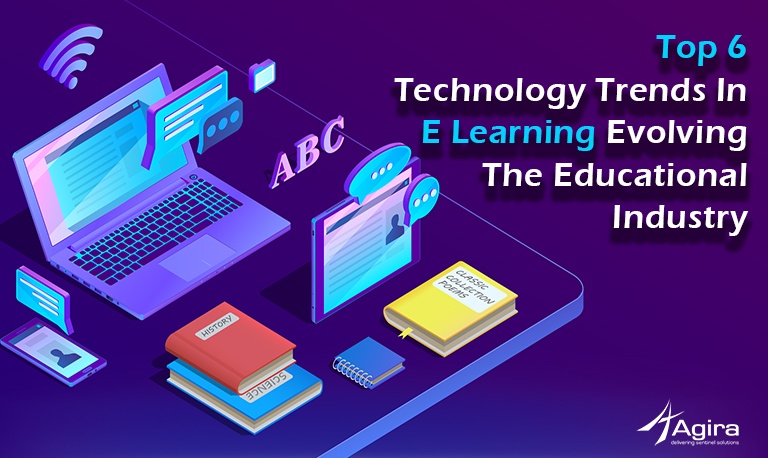 Top 6
Technology Trends In
E Learning Evolving
The Educational
Industry
ABC
CLASSIC
COLLECTION
POEMS
HISTORY
SCIENCE
Agira
delivering sentinel solutions